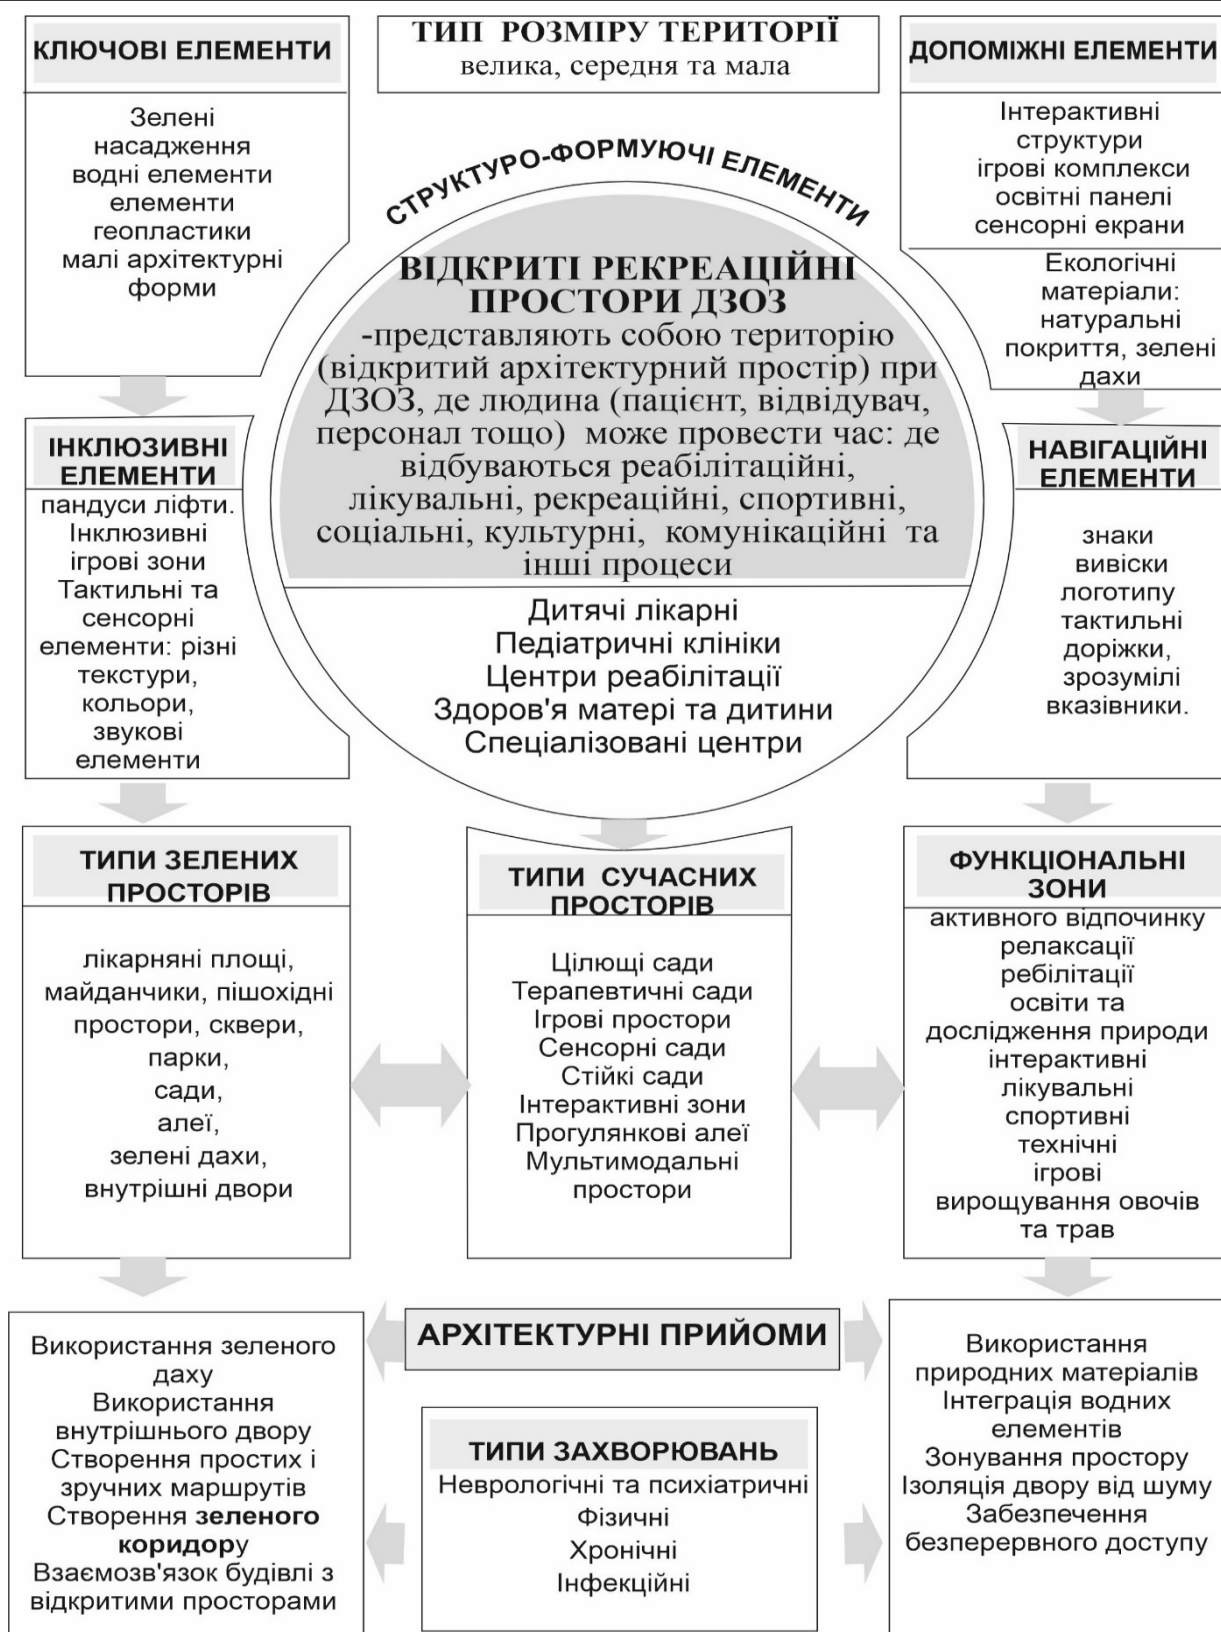 КЛЮЧОВІ ЕЛЕМЕНТИ
Зелені
насадження
водні елементи
елементи
геопластики
малі архітектурні
форми
ТИП РОЗМІРУ ТЕРИТОРІЇ
велика, середня та мала
ДОПОМІЖНІ ЕЛЕМЕНТИ
Інтерактивні
структури
ігрові комплекси
освітні панелі
сенсорні екрани
Екологічні
матеріали:
натуральні
покриття, зелені
дахи
СТРУКТУРО-ФОРМУЮЧІ ЕЛЕМЕНТИ
ВІДКРИТІ РЕКРЕАЦІЙНІ
ПРОСТОРИ ДЗОЗ
-представляють собою територію
(відкритий архітектурний простір) при
ДЗОЗ, де людина (пацієнт, відвідувач,
персонал тощо) може провести час: де
відбуваються реабілітаційні,
лікувальні, рекреаційні, спортивні,
соціальні, культурні, комунікаційні та
інші процеси
Дитячі лікарні
Педіатричні клініки
Центри реабілітації
Здоров'я матері та дитини
Спеціалізовані центри
ІНКЛЮЗИВНІ
ЕЛЕМЕНТИ
пандуси ліфти.
Інклюзивні
ігрові зони
Тактильні та
сенсорні
елементи: різні
текстури,
кольори,
звукові
елементи
НАВІГАЦІЙНІ
ЕЛЕМЕНТИ
знаки
вивіски
логотипу
тактильні
доріжки,
зрозумілі
вказівники.
ТИПИ ЗЕЛЕНИХ
ПРОСТОРІВ
лікарняні площі,
майданчики, пішохідні
простори, сквери,
парки,
сади,
алеї,
зелені дахи,
внутрішні двори
ТИПИ СУЧАСНИХ
ПРОСТОРІВ
Цілющі сади
Терапевтичні сади
Ігрові простори
Сенсорні сади
Стійкі сади
Інтерактивні зони
Прогулянкові алеї
Мультимодальні
простори
ФУНКЦІОНАЛЬНІ
ЗОНИ
активного відпочинку
релаксації
ребілітації
освіти та
дослідження природи
інтерактивні
лікувальні
спортивні
технічні
ігрові
вирощування овочів
та трав
АРХІТЕКТУРНІ ПРИЙОМИ
Використання зеленого
даху
Використання
внутрішнього двору
Створення простих і
зручних маршрутів
Створення зеленого
коридору
Взаємозв'язок будівлі з
відкритими просторами
ТИПИ ЗАХВОРЮВАНЬ
Неврологічні та психіатричні
Фізичні
Хронічні
Інфекційні
Використання
природних матеріалів
Інтеграція водних
елементів
Зонування простору
Ізоляція двору від шуму
Забезпечення
безперервного доступу